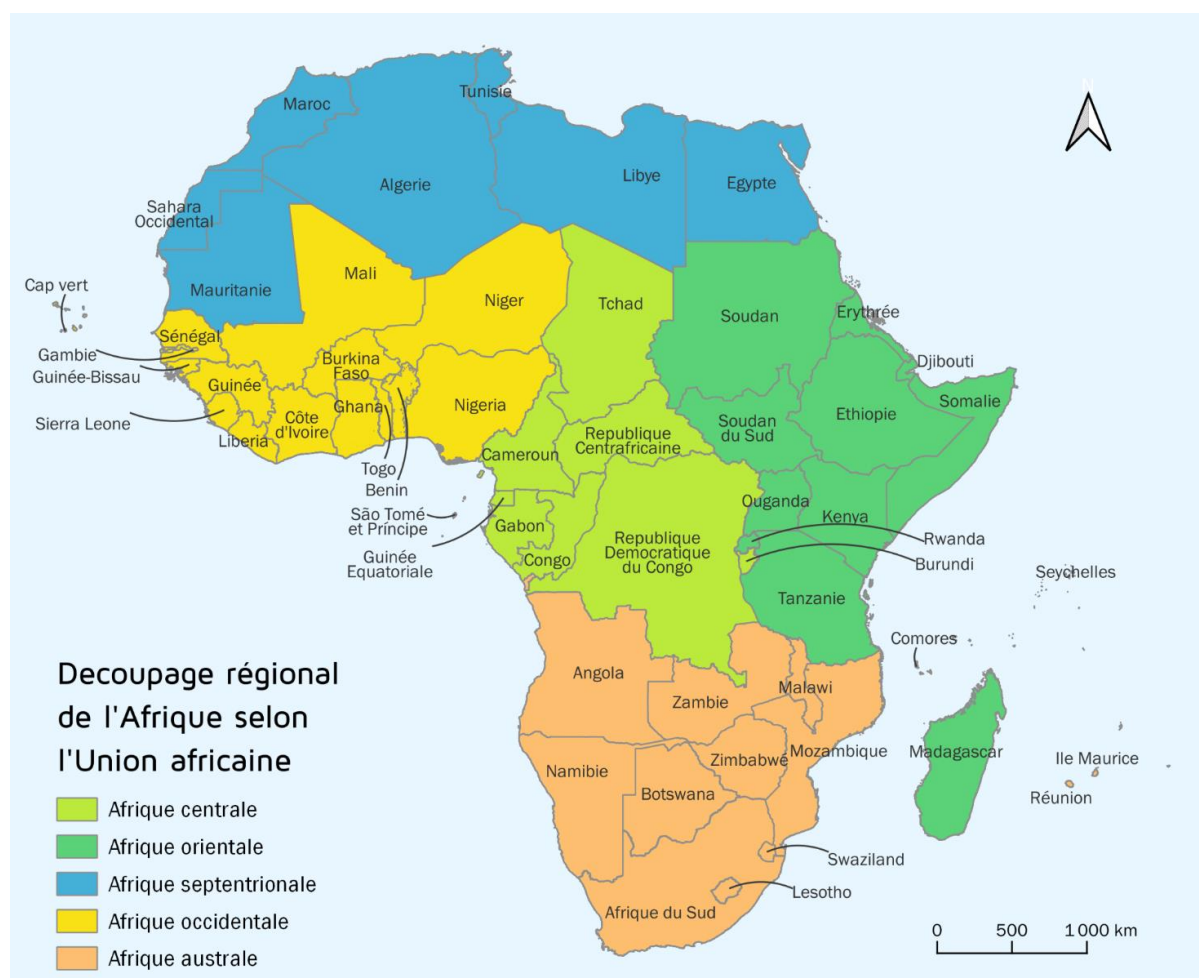 N
Tunisie
Maroc
Algerie
Libye
Egypte
Sahara
Occidental
Mauritanie
Mali
Niger
Tchad
Soudan
Erythrée
Cap vert
Sénégal
Gambie
Guinée-Bissau
Guinée
Burkina
Faso
Djibouti
Sierra Leone
Liberia
Côte
d'Ivoire
Ghana
Nigeria
Soudan
du Sud
Ethiopie
Somalie
Togo
Benin
Cameroun
Republique
Centrafricaine
São Tomé
et Príncipe
Guinée
Equatoriale
Gabon
Congo
Republique
Democratique
du Congo
Ouganda
Kenya
Rwanda
Burundi
Tanzanie
Seychelles
Comores
Angola
Zambie
Malawi
Mozambique
Zimbabwé
Namibie
Botswana
Madagascar
Ile Maurice
Réunion
Swaziland
Lesotho
Afrique du Sud
Decoupage régional
de l'Afrique selon
l'Union africaine
Afrique centrale
Afrique orientale
Afrique septentrionale
Afrique occidentale
Afrique australe
0 500 1 000 km